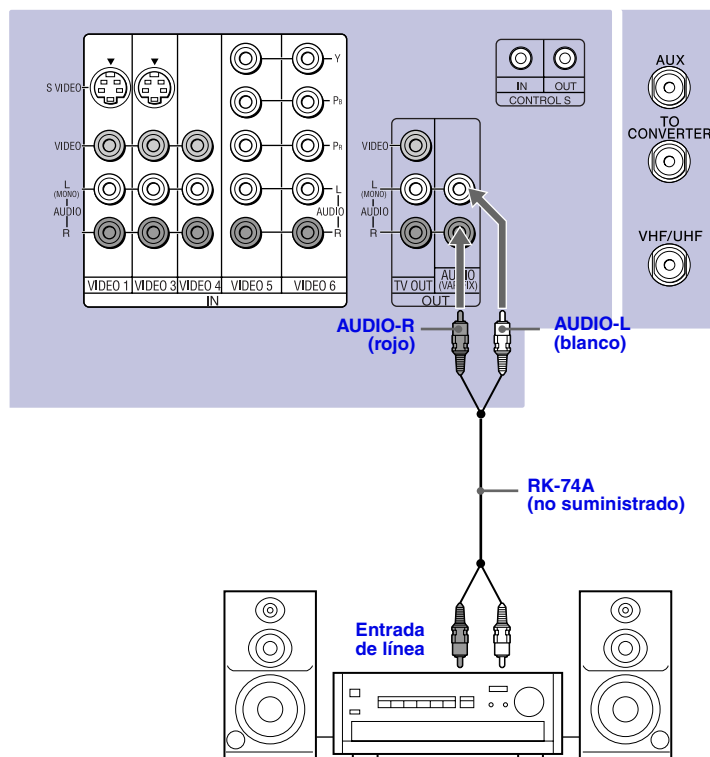 AUX
IN OUT
CONTROL S
Y
S VIDEO
PB
TO
CONVERTER
VIDEO
PR
VIDEO
L
(MONO)
AUDIO
R
L
AUDIO
R
L
(MONO)
AUDIO
R
VHF/UHF
VIDEO 1 VIDEO 3 VIDEO 4 VIDEO 5 VIDEO 6
IN
TV OUT
AUDIO
OUT
AUDIO-R
(rojo)
AUDIO-L
(blanco)
RK-74A
(no suministrado)
Entrada
de línea